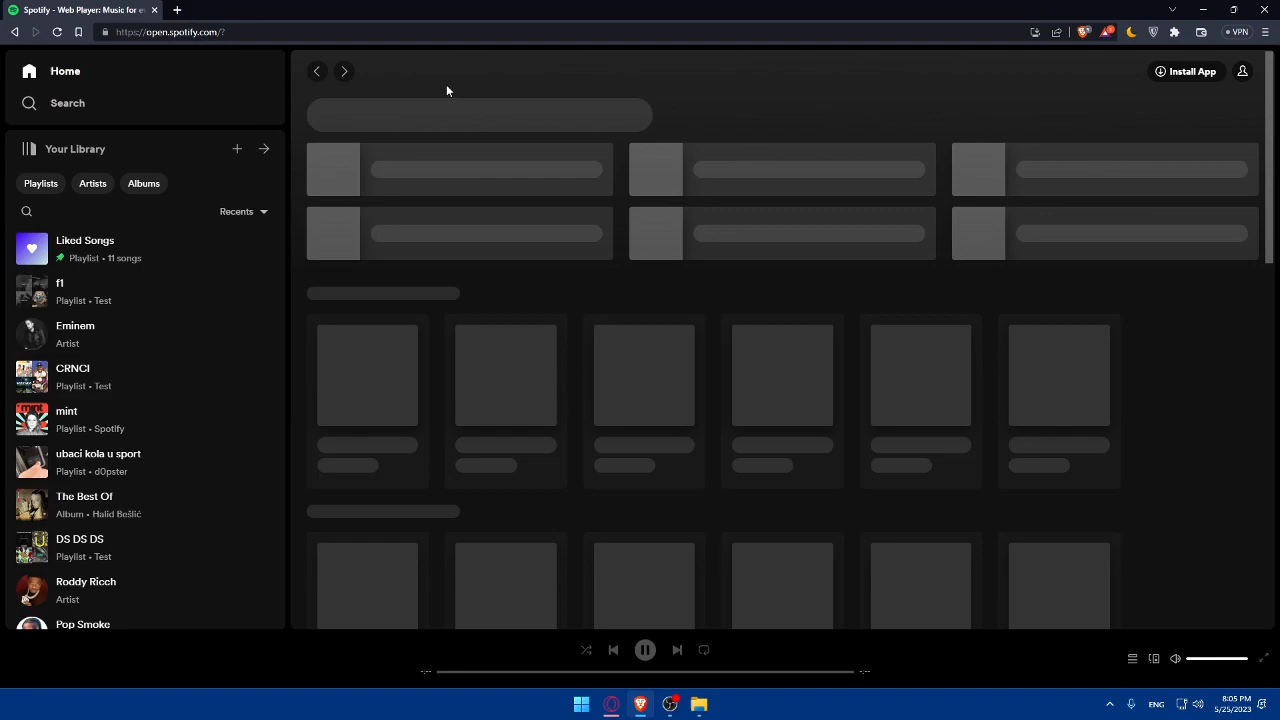 Spotify - Web Player: Music for ev
https://open.spotify.com/?
VPN
Home
Search
Install App
Your Library
Playlists
Artists
Albums
Recents
Liked Songs
Playlist • 11 songs
f1
Playlist • Test
Eminem
Artist
CRNCI
Playlist • Test
mint
Playlist • Spotify
ubaci kola u sport
Playlist • d0pster
The Best Of
Album • Halid Bešlić
DS DS DS
Playlist • Test
Roddy Ricch
Artist
Pop Smoke
-:--
-:--
ENG
8:05 PM
5/25/2023